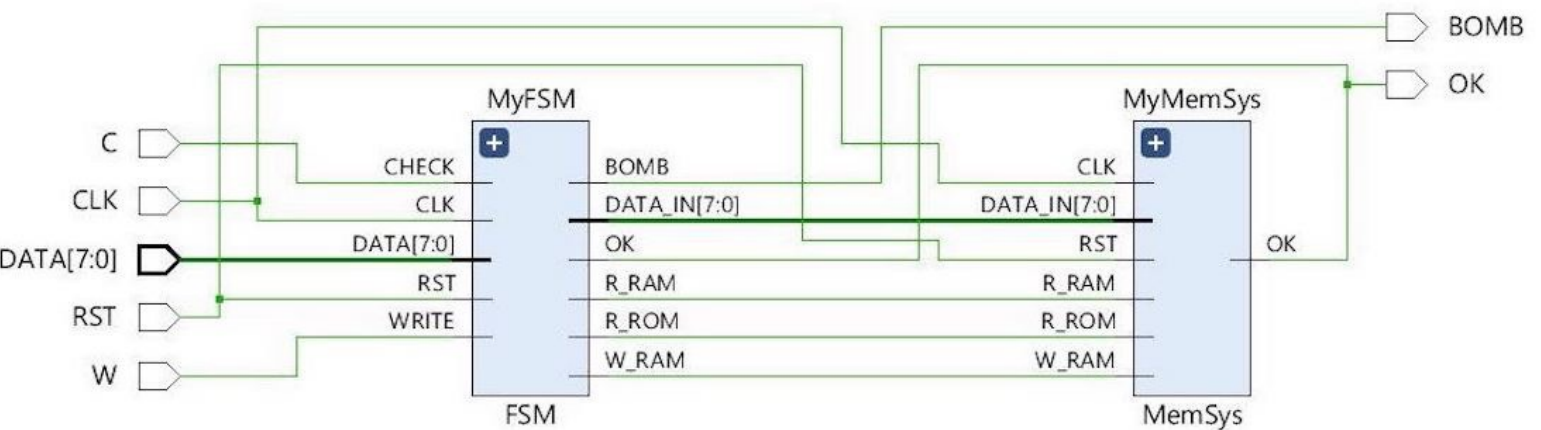 BOMB
OK
MyFSM
MyMemSys
C
CLK
DATA[7:0]
RST
W
CHECK
CLK
DATA[7:0]
RST
WRITE
BOMB
DATA_IN[7:0]
OK
R_RAM
R_ROM
W_RAM
FSM
CLK
DATA_IN[7:0]
RST
R_RAM
R_ROM
W_RAM
OK
MemSys